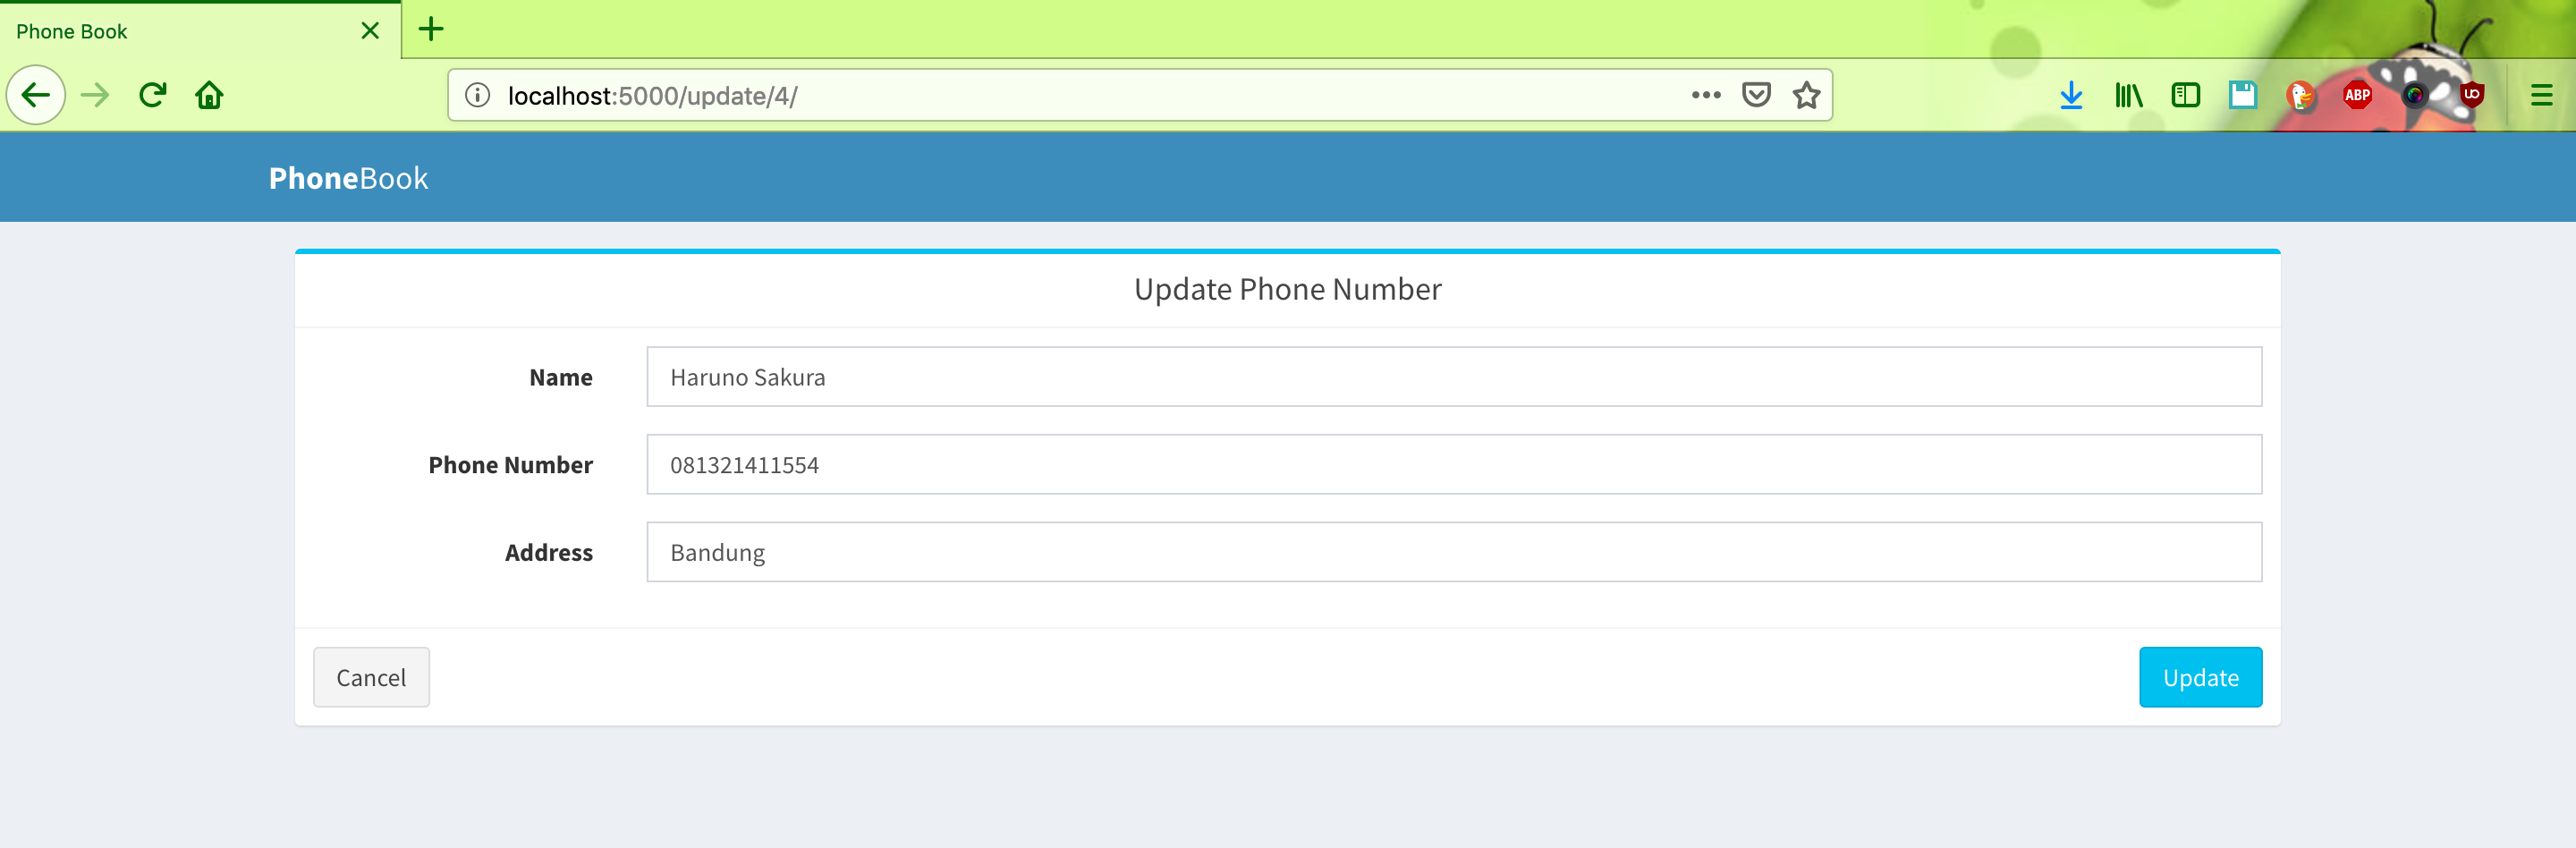 Phone Book
localhost:5000/update/4/
ABP
PhoneBook
Update Phone Number
Name
Haruno Sakura
Phone Number
081321411554
Address
Bandung
Cancel
Update